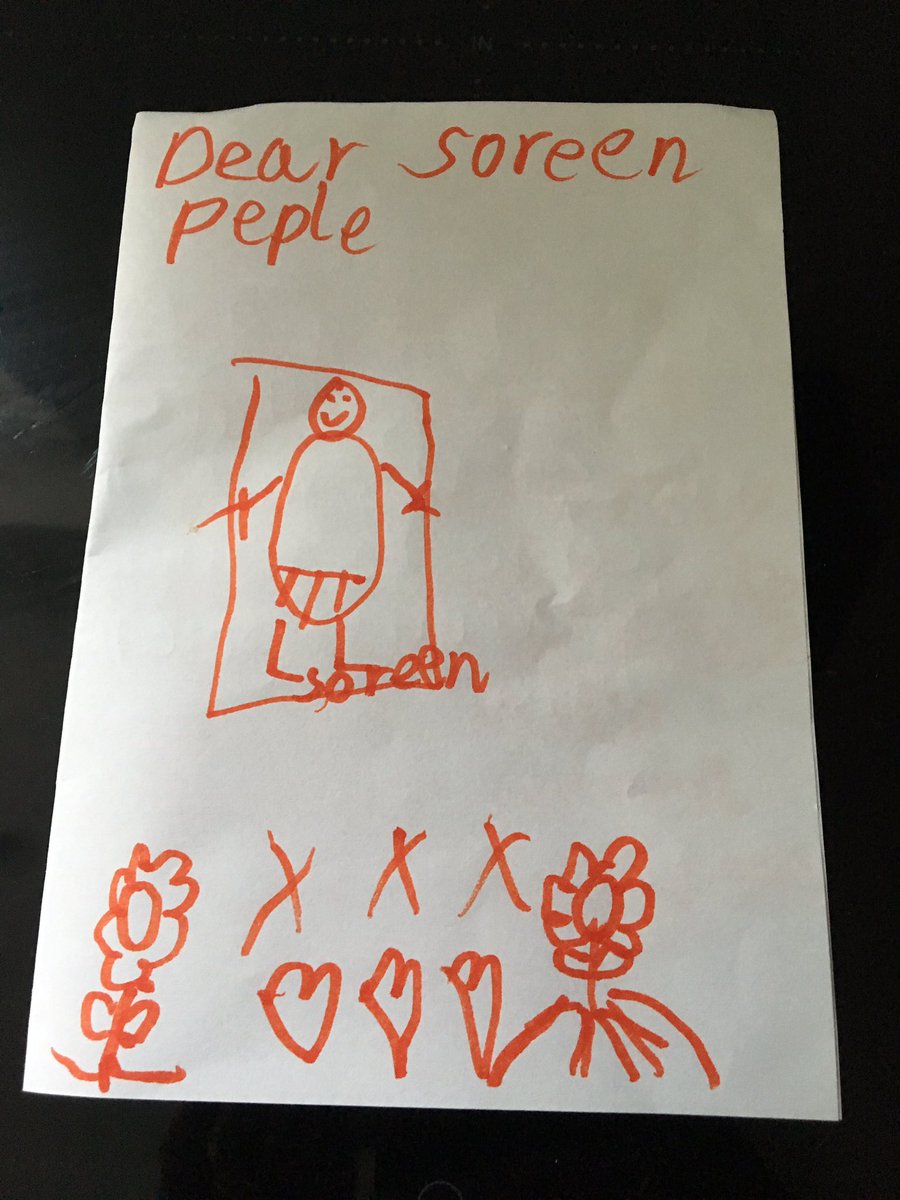 Dear Soreen
peple
soreen
X X X